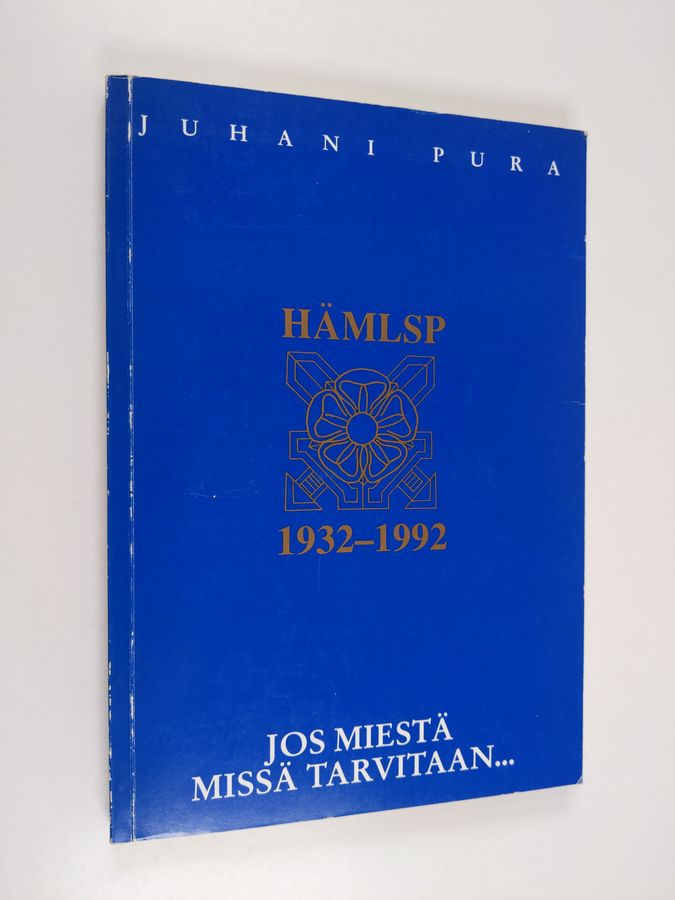 JUHANI PURA
HÄMLSP
1932–1992
JOS MIESTÄ
MISSÄ TARVITAAN...